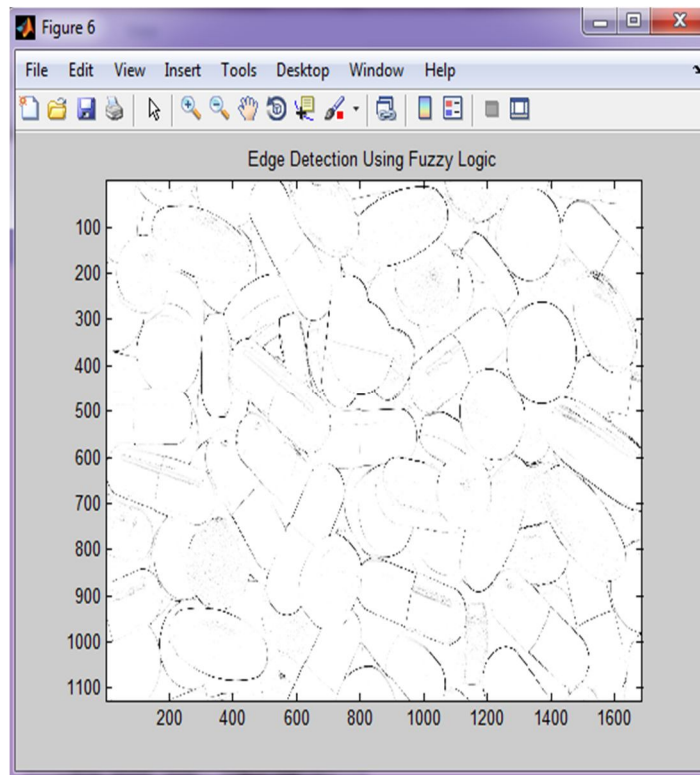 Figure 6
File Edit View Insert Tools Desktop Window Help
Edge Detection Using Fuzzy Logic
100
200
300
400
500
600
700
800
900
1000
1100
200 400 600 800 1000 1200 1400 1600